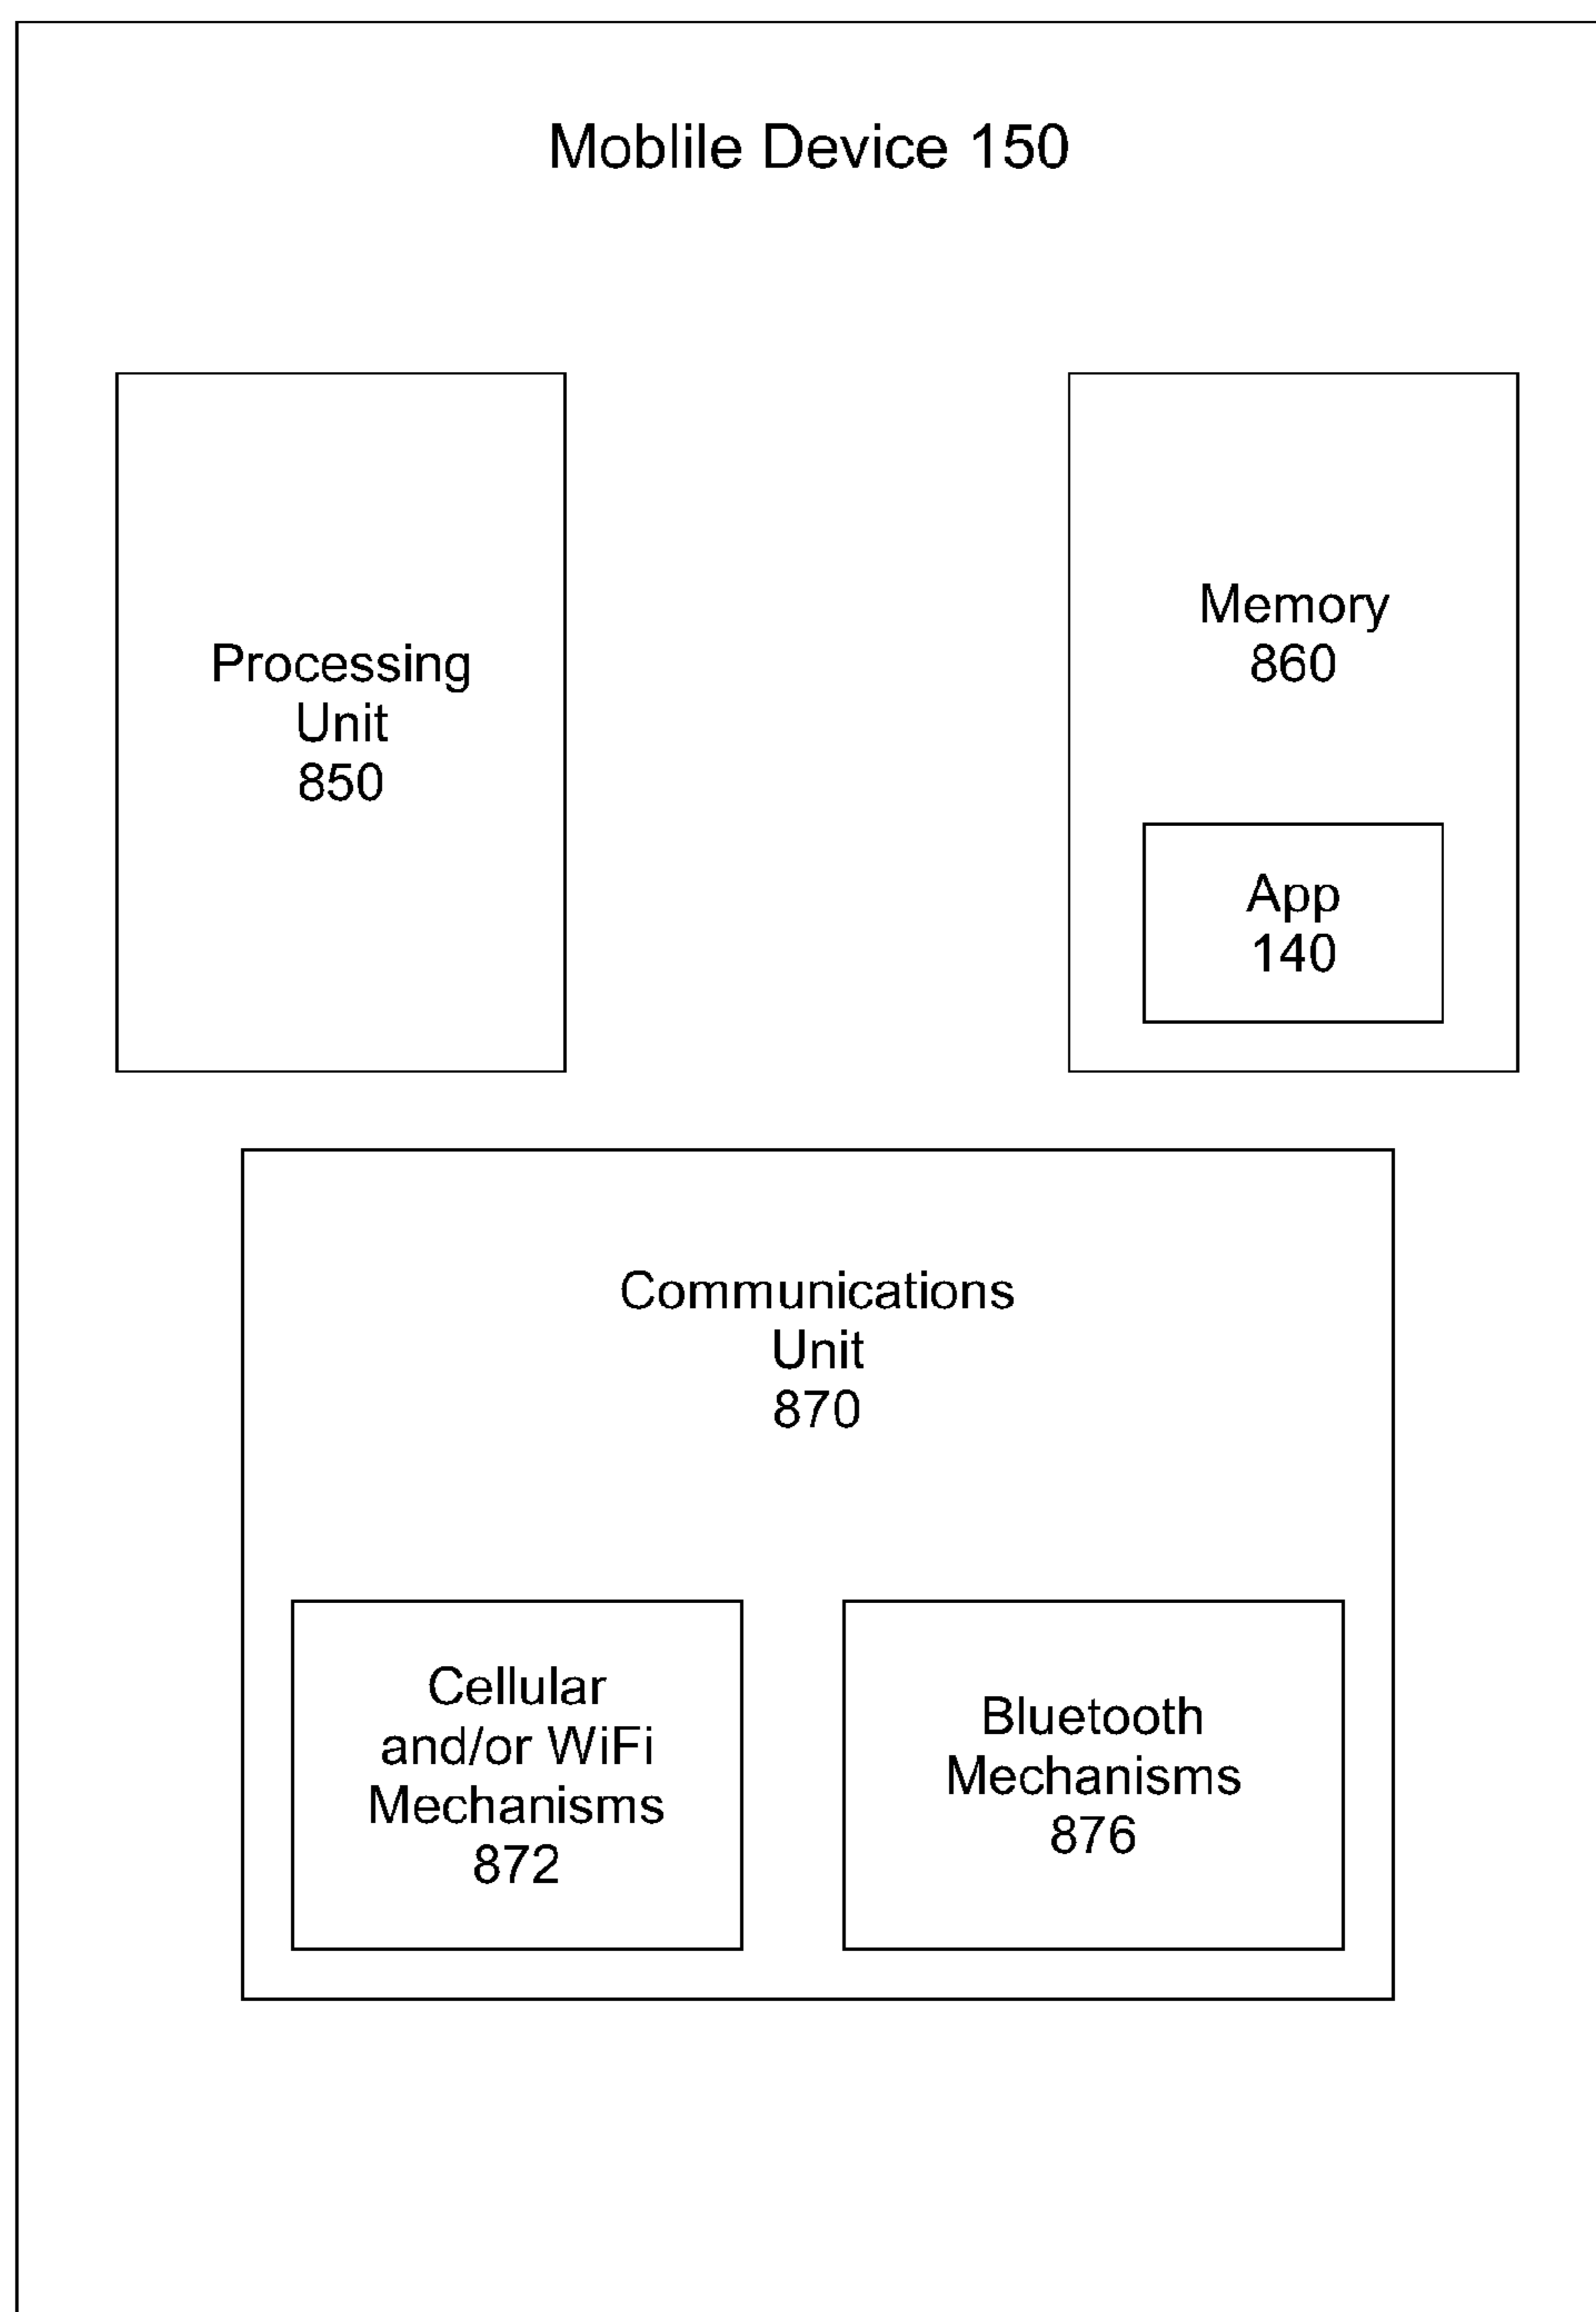 Moblile Device 150
Processing
Unit
850
Memory
860
App
140
Communications
Unit
870
Cellular
and/or WiFi
Mechanisms
872
Bluetooth
Mechanisms
876